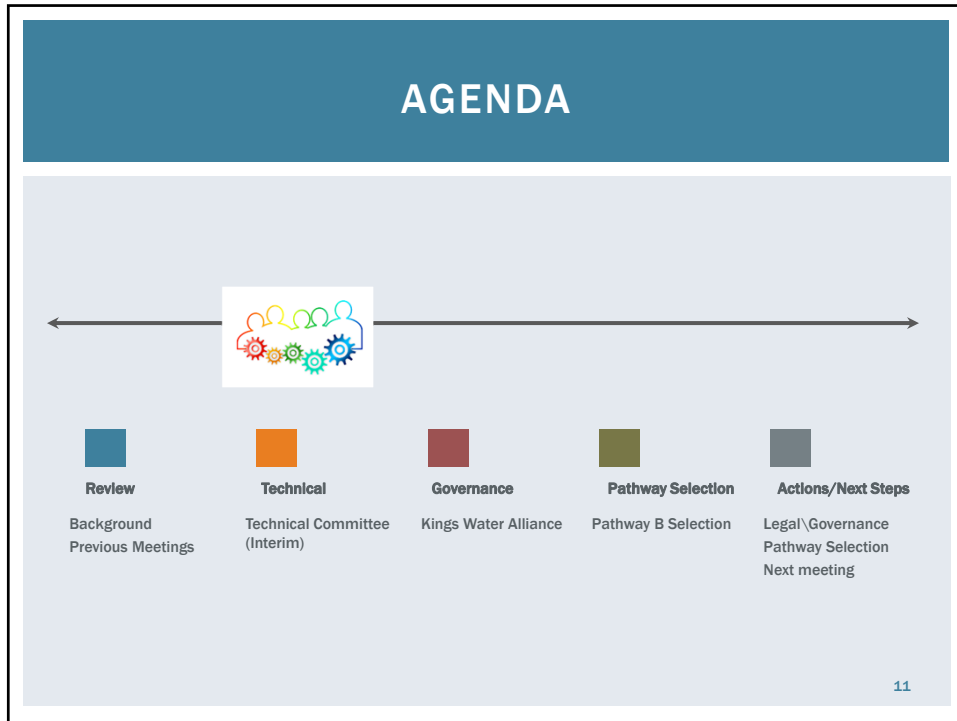 AGENDA
Review
Background
Previous Meetings
Technical
Technical Committee
(Interim)
Governance
Kings Water Alliance
Pathway Selection
Pathway B Selection
Actions/Next Steps
Legal\Governance
Pathway Selection
Next meeting
11